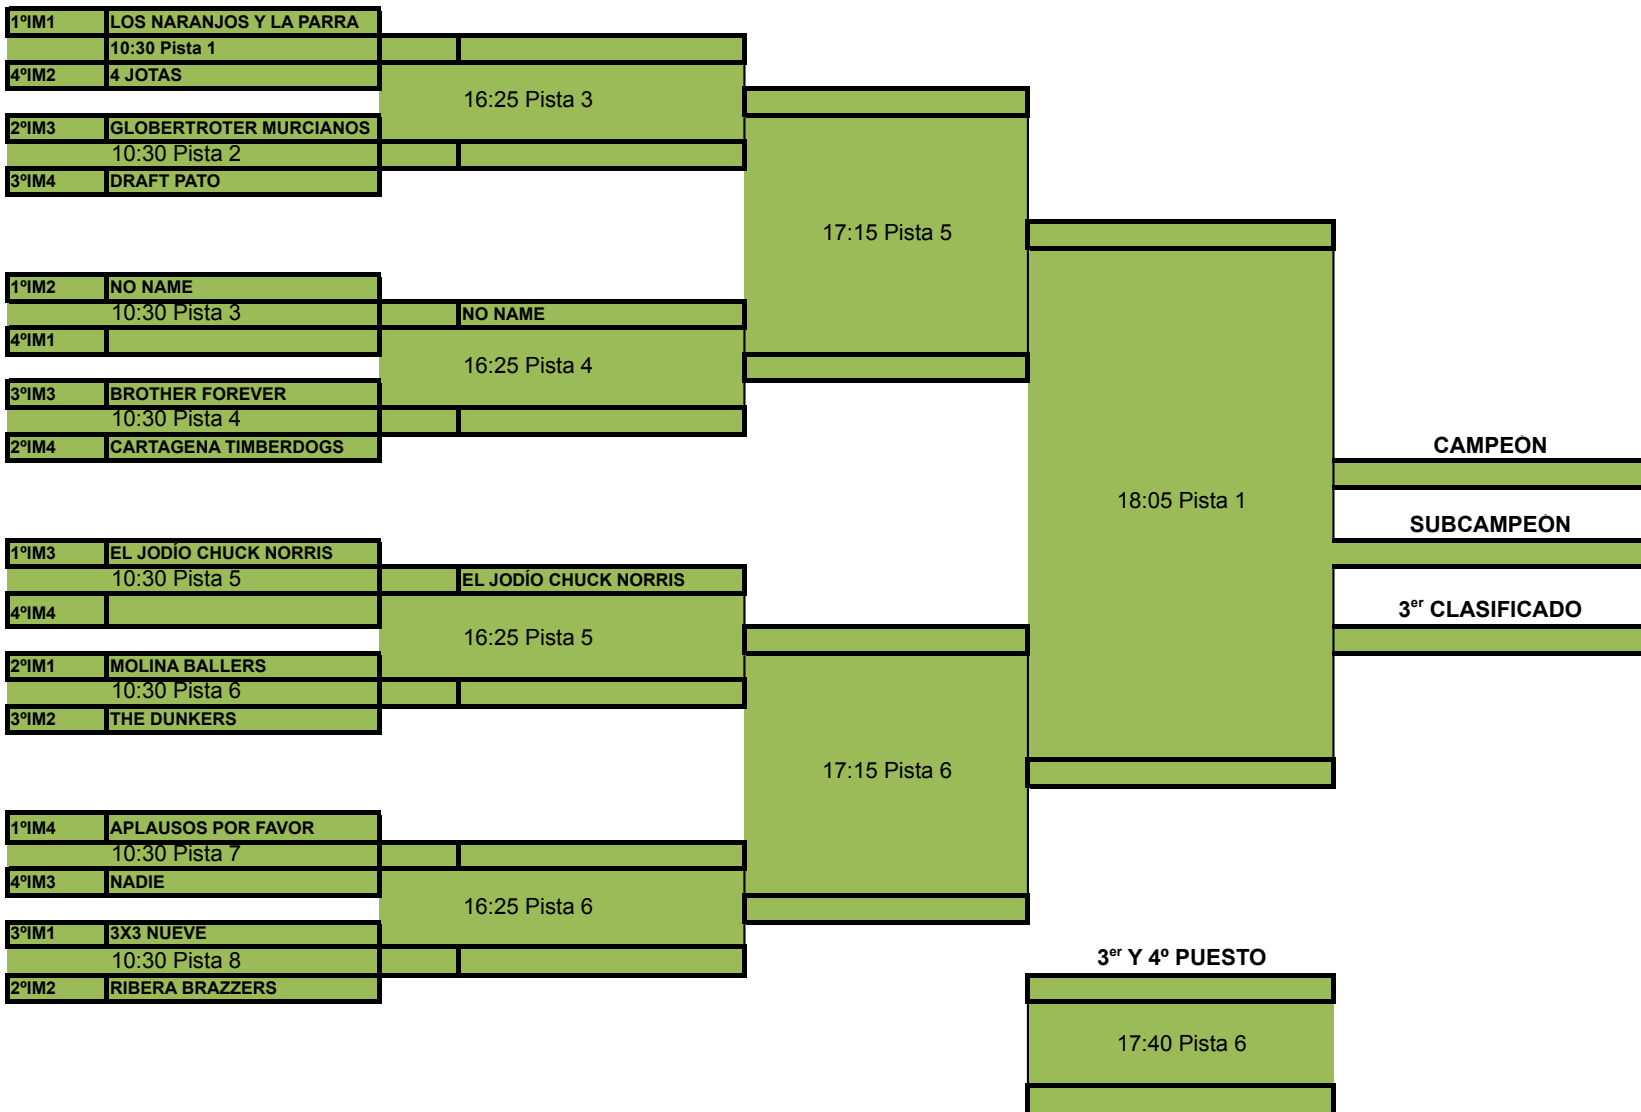 1ºIM1 LOS NARANJOS Y LA PARRA
10:30 Pista 1
4ºIM2 4 JOTAS
16:25 Pista 3
2ºIM3 GLOBERTROTER MURCIANOS
10:30 Pista 2
3ºIM4 DRAFT PATO
17:15 Pista 5
1ºIM2 NO NAME
10:30 Pista 3 NO NAME
4ºIM1
16:25 Pista 4
3ºIM3 BROTHER FOREVER
10:30 Pista 4
2ºIM4 CARTAGENA TIMBERDOGS
CAMPEÓN
18:05 Pista 1
SUBCAMPEÓN
1ºIM3 EL JODÍO CHUCK NORRIS
10:30 Pista 5 EL JODÍO CHUCK NORRIS
4ºIM4
3er CLASIFICADO
16:25 Pista 5
2ºIM1 MOLINA BALLERS
10:30 Pista 6
3ºIM2 THE DUNKERS
17:15 Pista 6
1ºIM4 APLAUSOS POR FAVOR
10:30 Pista 7
4ºIM3 NADIE
16:25 Pista 6
3ºIM1 3X3 NUEVE
10:30 Pista 8
3er Y 4º PUESTO
2ºIM2 RIBERA BRAZZERS
17:40 Pista 6